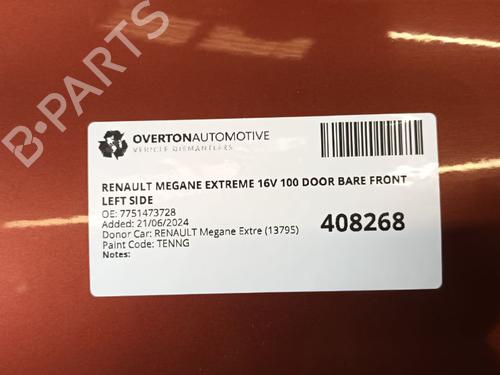 B-PARTS
OVERTONAUTOMOTIVE
VEHICLE DISMANTLERS
RENAULT MEGANE EXTREME 16V 100 DOOR BARE FRONT
LEFT SIDE
OE: 7751473728
Added: 21/06/2024
Donor Car: RENAULT Megane Extre (13795)
Paint Code: TENNG
Notes:
408268